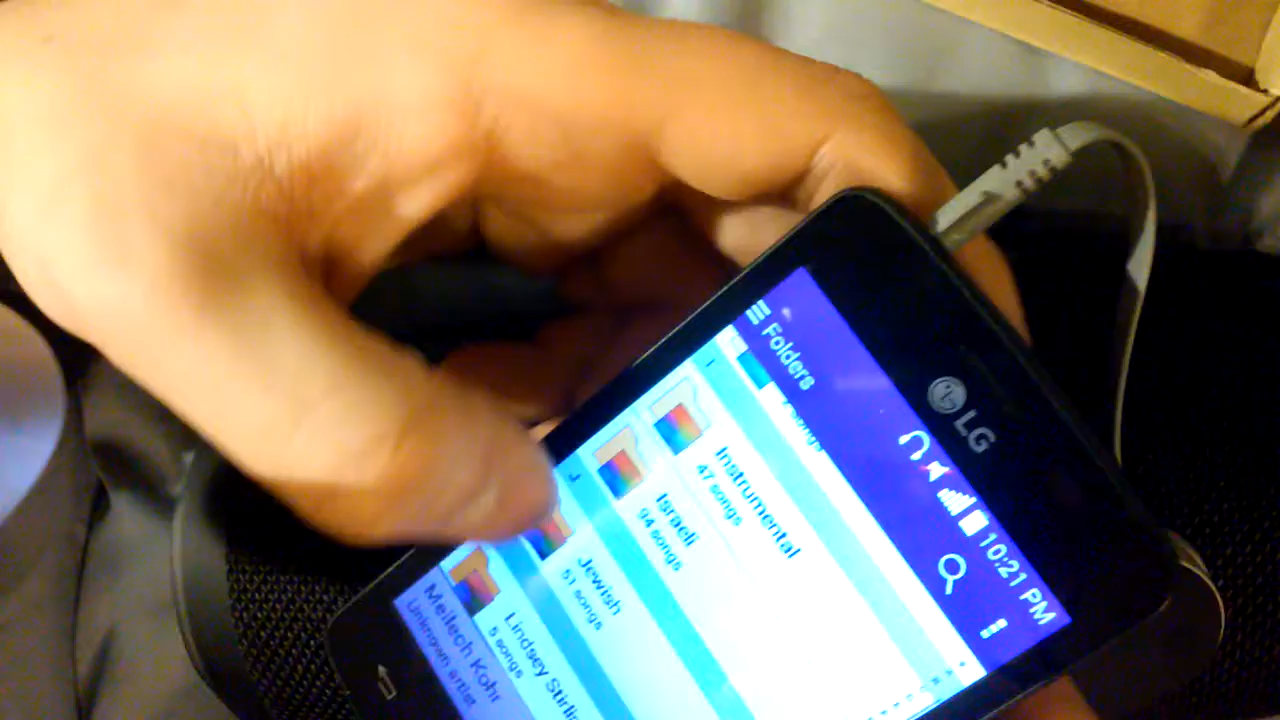 LG
10:21 PM
Folders
I
Instrumental
47 songs
Israeli
94 songs
J
Jewish
51 songs
Lindsey Stirlin
5 songs
Meilech Kohn
Unknown artist